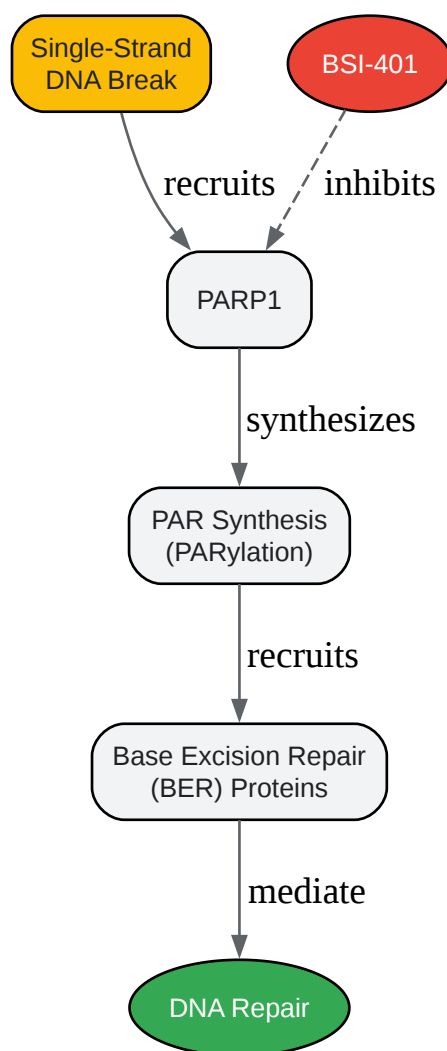 Single-Strand
DNA Break
BSI-401
recruits
inhibits
PARP1
synthesizes
PAR Synthesis
(PARylation)
recruits
Base Excision Repair
(BER) Proteins
mediate
DNA Repair